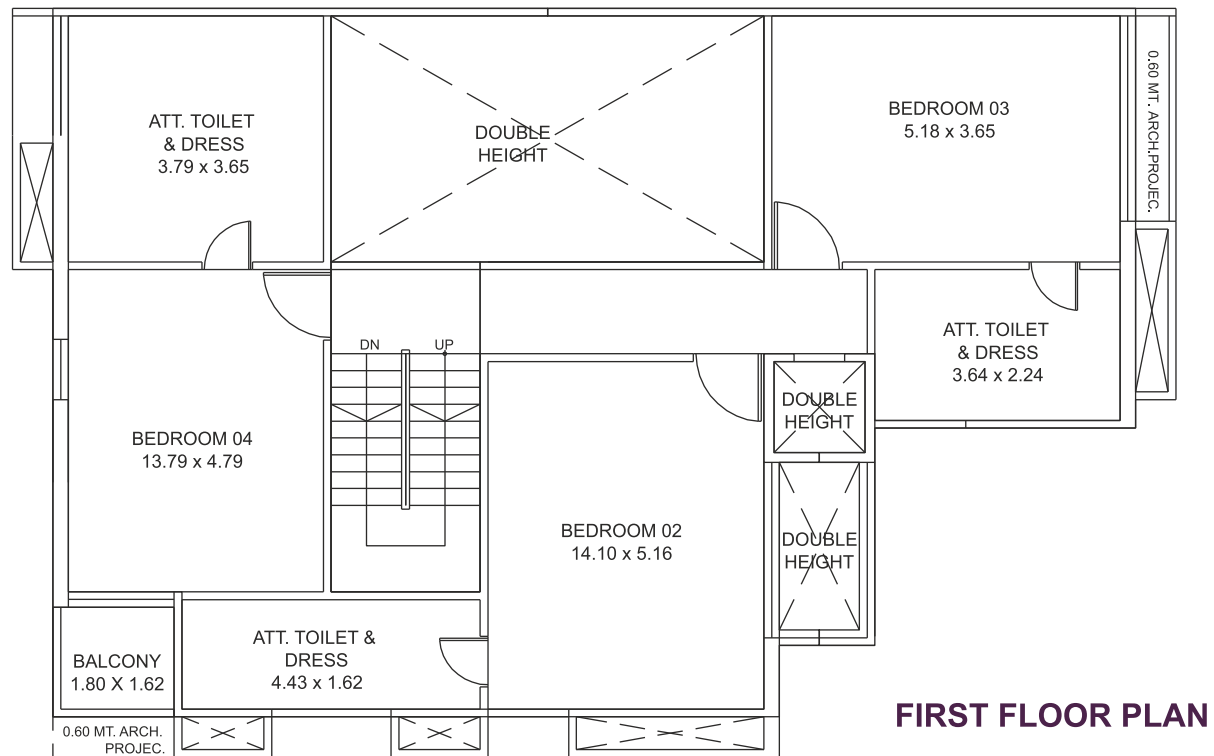 ATT. TOILET
& DRESS
3.79 x 3.65
DOUBLE
HEIGHT
BEDROOM 03
5.18 x 3.65
0.60 MT. ARCH.PROJEC.
ATT. TOILET
& DRESS
3.64 x 2.24
DN
UP
DOUBLE
HEIGHT
BEDROOM 04
13.79 x 4.79
BEDROOM 02
14.10 x 5.16
DOUBLE
HEIGHT
ATT. TOILET &
DRESS
4.43 x 1.62
BALCONY
1.80 X 1.62
0.60 MT. ARCH.
PROJEC.
FIRST FLOOR PLAN